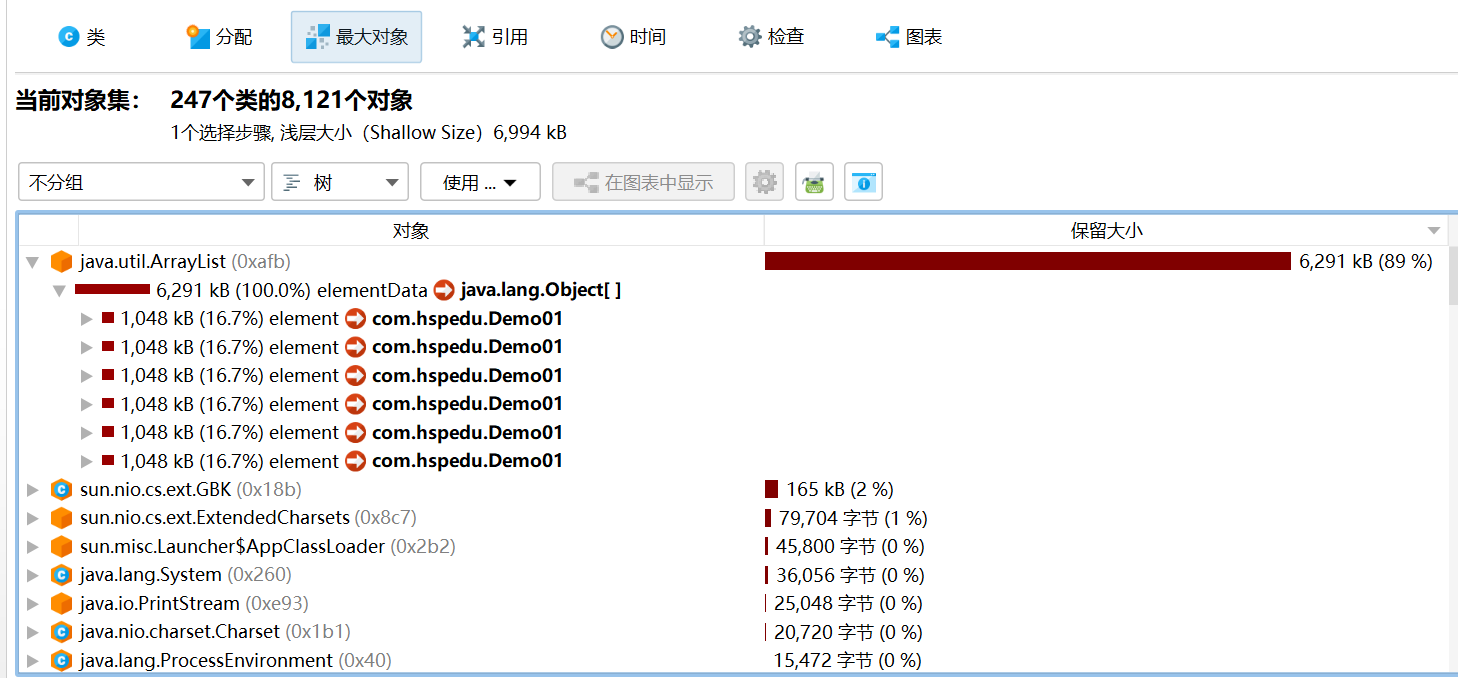 类 分配 最大对象 引用 时间 检查 图表
当前对象集： 247个类的8,121个对象
1个选择步骤, 浅层大小（Shallow Size）6,994 kB
不分组 树 使用 ... 在图表中显示
对象 保留大小
java.util.ArrayList (0xafb) 6,291 kB (89 %)
6,291 kB (100.0%) elementData java.lang.Object[ ]
1,048 kB (16.7%) element com.hspedu.Demo01
1,048 kB (16.7%) element com.hspedu.Demo01
1,048 kB (16.7%) element com.hspedu.Demo01
1,048 kB (16.7%) element com.hspedu.Demo01
1,048 kB (16.7%) element com.hspedu.Demo01
1,048 kB (16.7%) element com.hspedu.Demo01
sun.nio.cs.ext.GBK (0x18b) 165 kB (2 %)
sun.nio.cs.ext.ExtendedCharsets (0x8c7) 79,704 字节 (1 %)
sun.misc.Launcher$AppClassLoader (0x2b2) 45,800 字节 (0 %)
java.lang.System (0x260) 36,056 字节 (0 %)
java.io.PrintStream (0xe93) 25,048 字节 (0 %)
java.nio.charset.Charset (0x1b1) 20,720 字节 (0 %)
java.lang.ProcessEnvironment (0x40) 15,472 字节 (0 %)